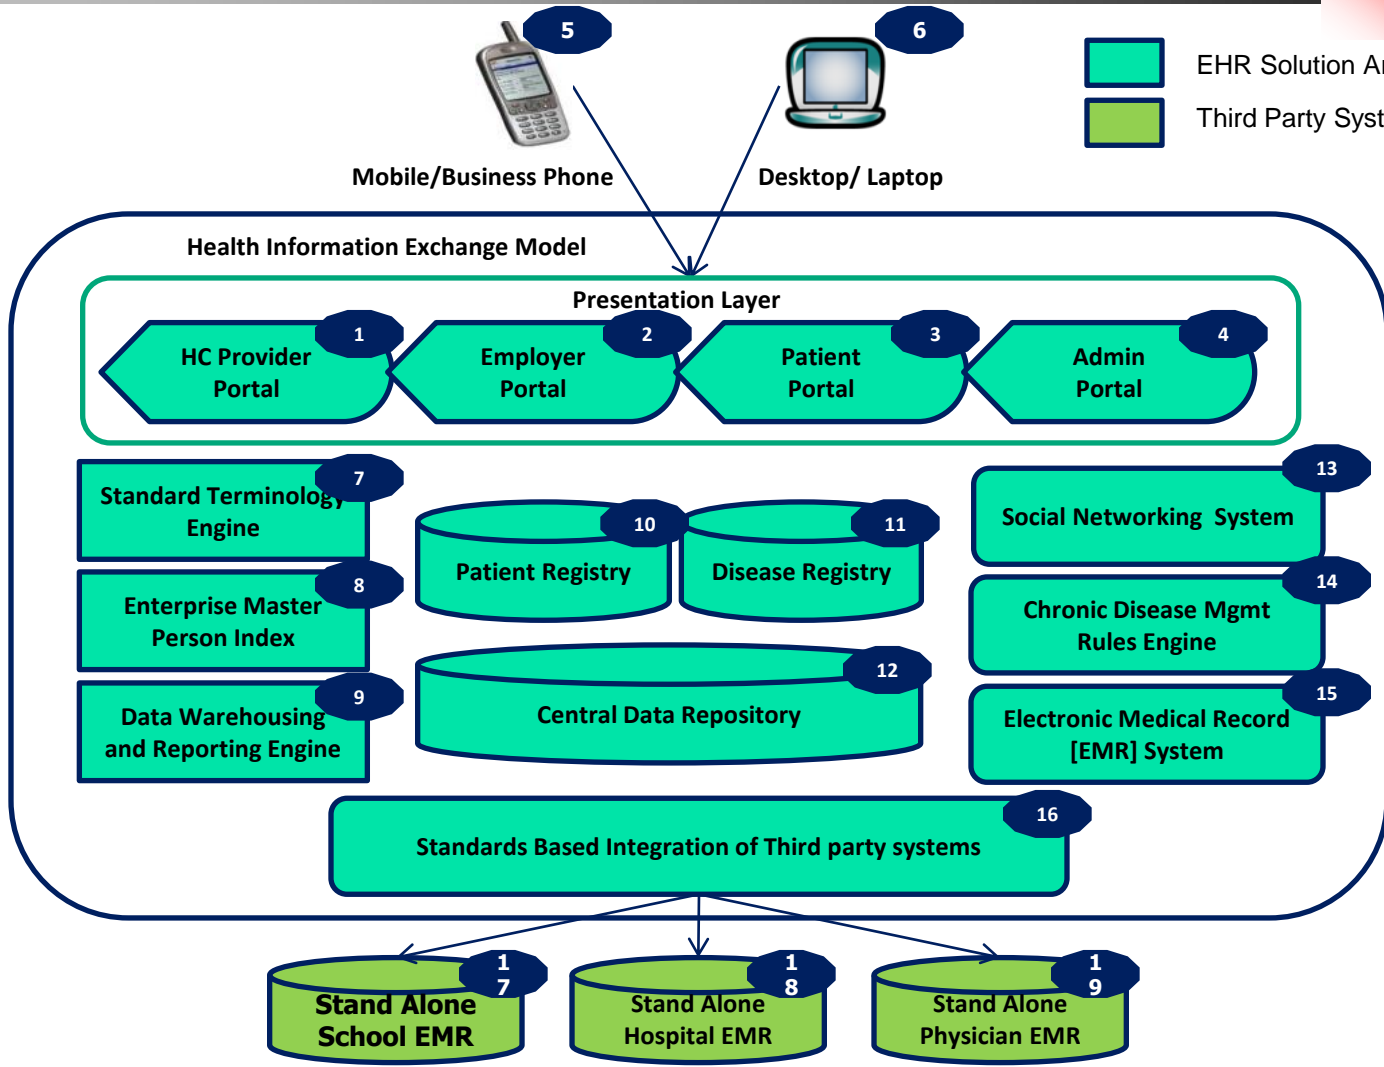 5
6
EHR Solution
Third Party
Mobile/Business Phone
Desktop/ Laptop
Health Information Exchange Model
Presentation Layer
1
HC Provider
Portal
2
Employer
Portal
3
Patient
Portal
4
Admin
Portal
7
Standard Terminology
Engine
8
Enterprise Master
Person Index
9
Data Warehousing
and Reporting Engine
10
Patient Registry
11
Disease Registry
12
Central Data Repository
13
Social Networking System
14
Chronic Disease Mgmt
Rules Engine
15
Electronic Medical Record
[EMR] System
16
Standards Based Integration of Third party systems
1
7
Stand Alone
School EMR
1
8
Stand Alone
Hospital EMR
1
9
Stand Alone
Physician EMR